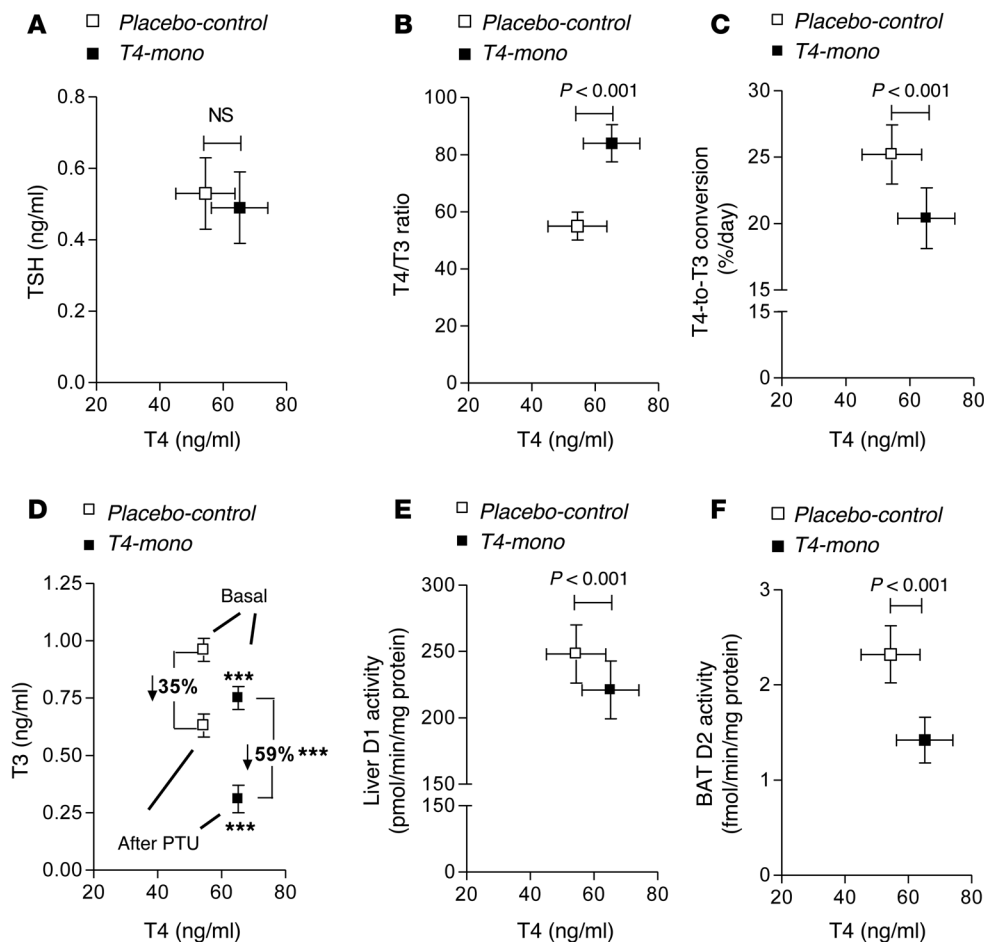 A
Placebo-control
T4-mono
TSH (ng/ml)
0.8
0.6
0.4
0.2
0.0
NS
20 40 60 80
T4 (ng/ml)
B
Placebo-control
T4-mono
T4/T3 ratio
100
80
60
40
20
0
P < 0.001
20 40 60 80
T4 (ng/ml)
C
Placebo-control
T4-mono
T4-to-T3 conversion
(%/day)
30
25
20
15
15
0
P < 0.001
20 40 60 80
T4 (ng/ml)
D
Placebo-control
T4-mono
T3 (ng/ml)
1.25
1.00
0.75
0.50
0.25
0.00
Basal
35%
***
59% ***
After PTU
***
20 40 60 80
T4 (ng/ml)
E
Placebo-control
T4-mono
Liver D1 activity
(pmol/min/mg protein)
300
250
200
150
150
0
P < 0.001
20 40 60 80
T4 (ng/ml)
F
Placebo-control
T4-mono
BAT D2 activity
(fmol/min/mg protein)
3
2
1
0
P < 0.001
20 40 60 80
T4 (ng/ml)